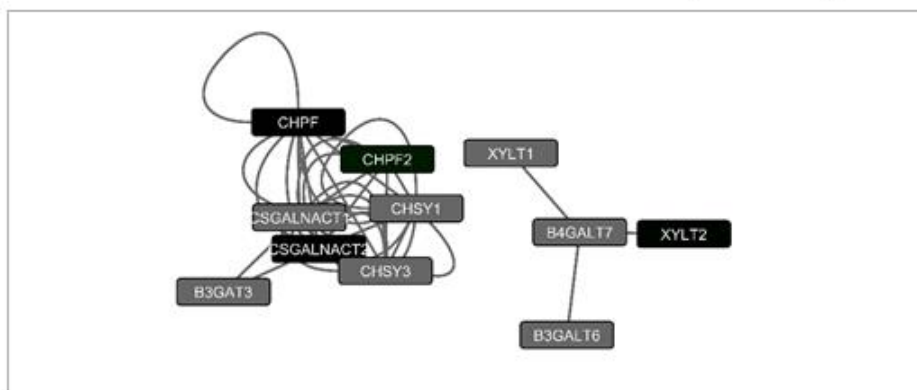 CHPF
CHPF2
XYLT1
CSGALNACT1
CHSY1
B4GALT7
XYLT2
CSGALNACT2
CHSY3
B3GAT3
B3GALT6